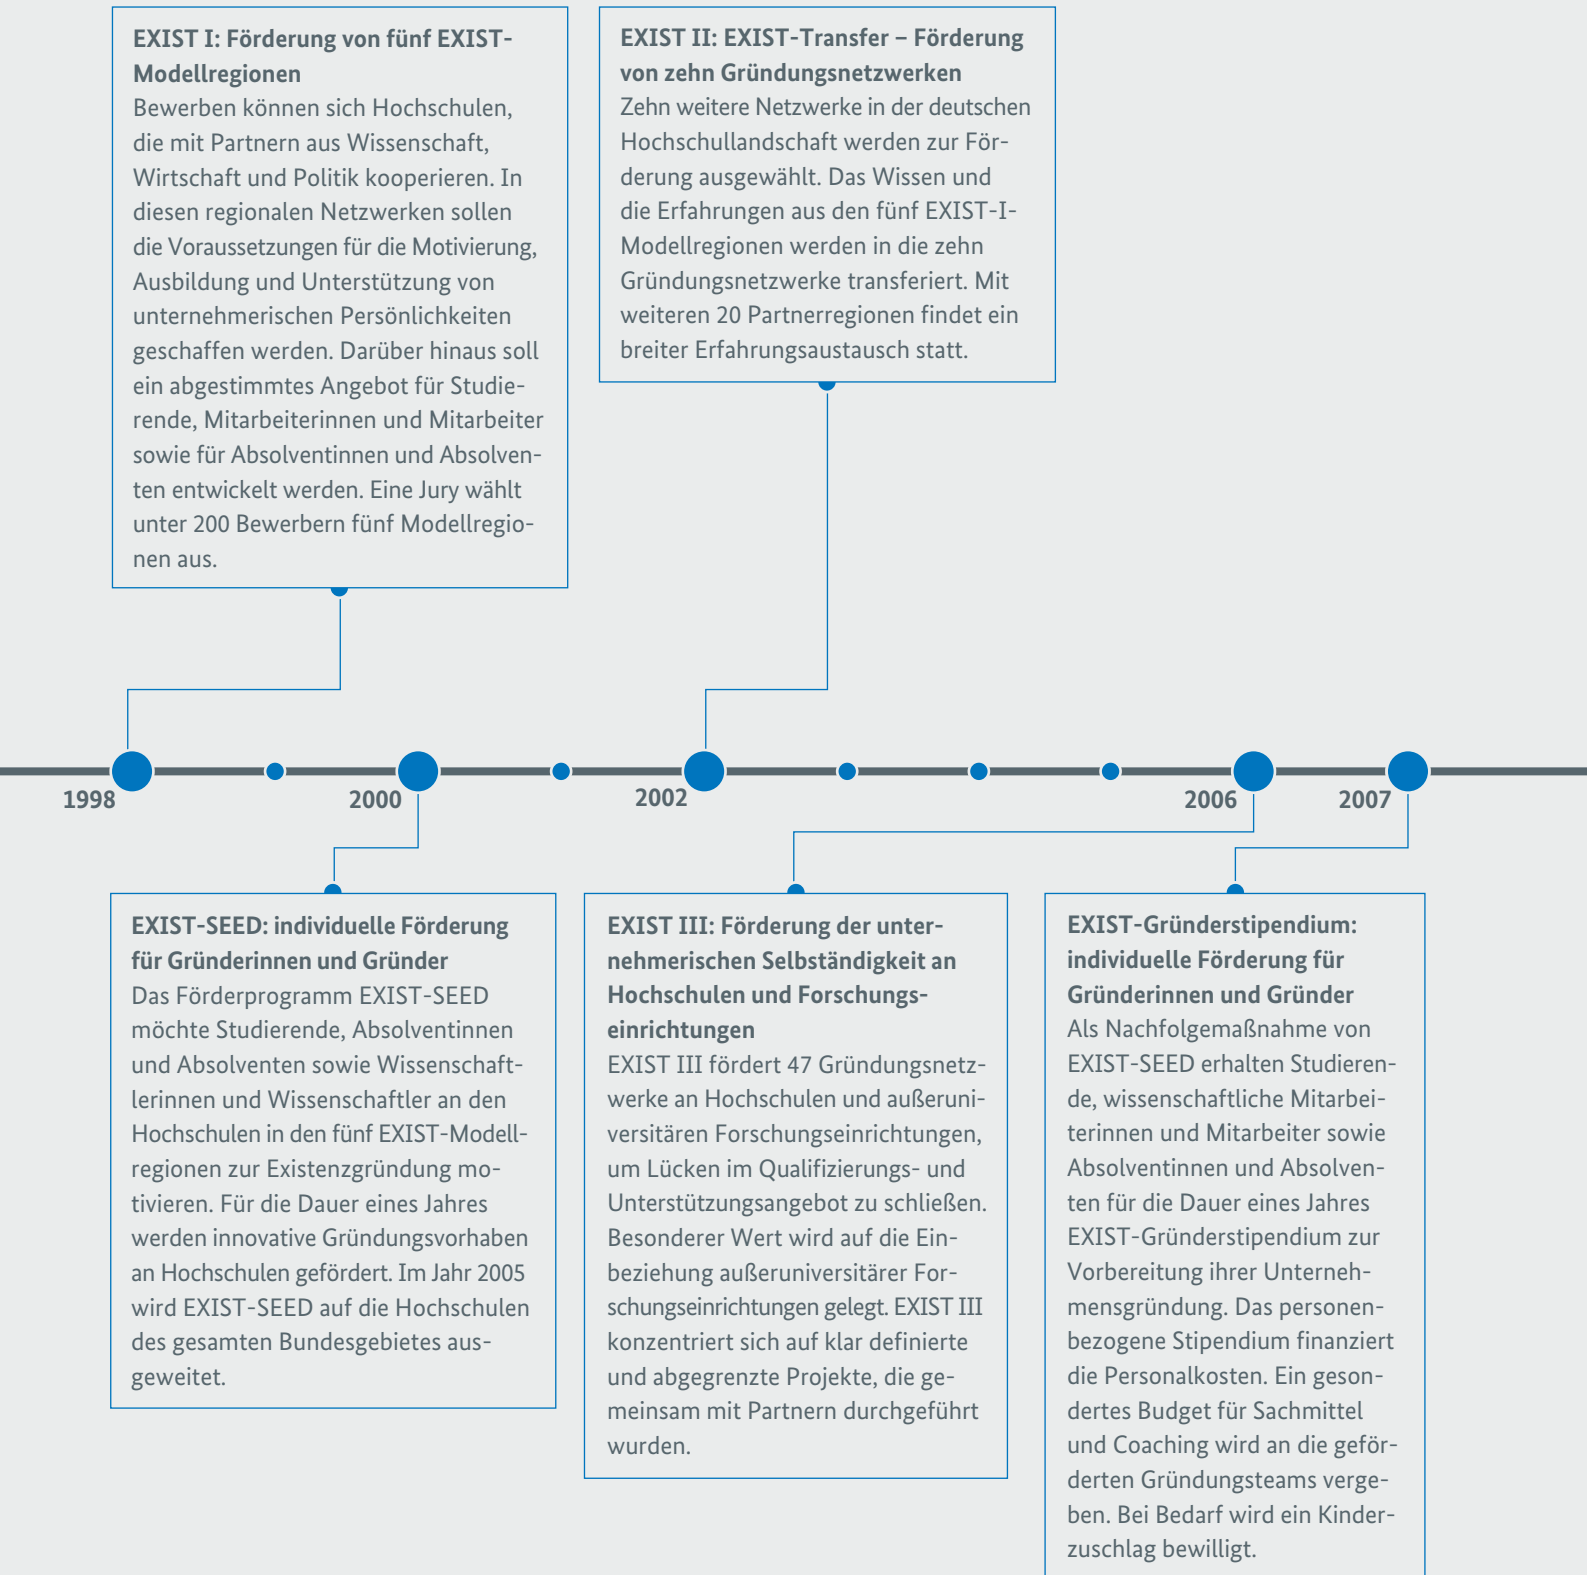 EXIST I: Förderung von fünf EXIST-
Modellregionen
Bewerben können sich Hochschulen,
die mit Partnern aus Wissenschaft,
Wirtschaft und Politik kooperieren. In
diesen regionalen Netzwerken sollen
die Voraussetzungen für die Motivierung,
Ausbildung und Unterstützung von
unternehmerischen Persönlichkeiten
geschaffen werden. Darüber hinaus soll
ein abgestimmtes Angebot für Studie-
rende, Mitarbeiterinnen und Mitarbeiter
sowie für Absolventinnen und Absolven-
ten entwickelt werden. Eine Jury wählt
unter 200 Bewerbern fünf Modellregio-
nen aus.
EXIST II: EXIST-Transfer – Förderung
von zehn Gründungsnetzwerken
Zehn weitere Netzwerke in der deutschen
Hochschullandschaft werden zur För-
derung ausgewählt. Das Wissen und
die Erfahrungen aus den fünf EXIST-I-
Modellregionen werden in die zehn
Gründungsnetzwerke transferiert. Mit
weiteren 20 Partnerregionen findet ein
breiter Erfahrungsaustausch statt.
1998
2000
2002
2006
2007
EXIST-SEED: individuelle Förderung
für Gründerinnen und Gründer
Das Förderprogramm EXIST-SEED
möchte Studierende, Absolventinnen
und Absolventen sowie Wissenschaft-
lerinnen und Wissenschaftler an den
Hochschulen in den fünf EXIST-Modell-
regionen zur Existenzgründung mo-
tivieren. Für die Dauer eines Jahres
werden innovative Gründungsvorhaben
an Hochschulen gefördert. Im Jahr 2005
wird EXIST-SEED auf die Hochschulen
des gesamten Bundesgebietes aus-
geweitet.
EXIST III: Förderung der unter-
nehmerischen Selbständigkeit an
Hochschulen und Forschungs-
einrichtungen
EXIST III fördert 47 Gründungsnetz-
werke an Hochschulen und außeruni-
versitären Forschungseinrichtungen,
um Lücken im Qualifizierungs- und
Unterstützungsangebot zu schließen.
Besonderer Wert wird auf die Ein-
beziehung außeruniversitärer For-
schungseinrichtungen gelegt. EXIST III
konzentriert sich auf klar definierte
und abgegrenzte Projekte, die ge-
meinsam mit Partnern durchgeführt
wurden.
EXIST-Gründerstipendium:
individuelle Förderung für
Gründerinnen und Gründer
Als Nachfolgemaßnahme von
EXIST-SEED erhalten Studieren-
de, wissenschaftliche Mitarbei-
terinnen und Mitarbeiter sowie
Absolventinnen und Absolven-
ten für die Dauer eines Jahres
EXIST-Gründerstipendium zur
Vorbereitung ihrer Unterneh-
mensgründung. Das personen-
bezogene Stipendium finanziert
die Personalkosten. Ein geson-
dertes Budget für Sachmittel
und Coaching wird an die geför-
derten Gründungsteams verge-
ben. Bei Bedarf wird ein Kinder-
zuschlag bewilligt.